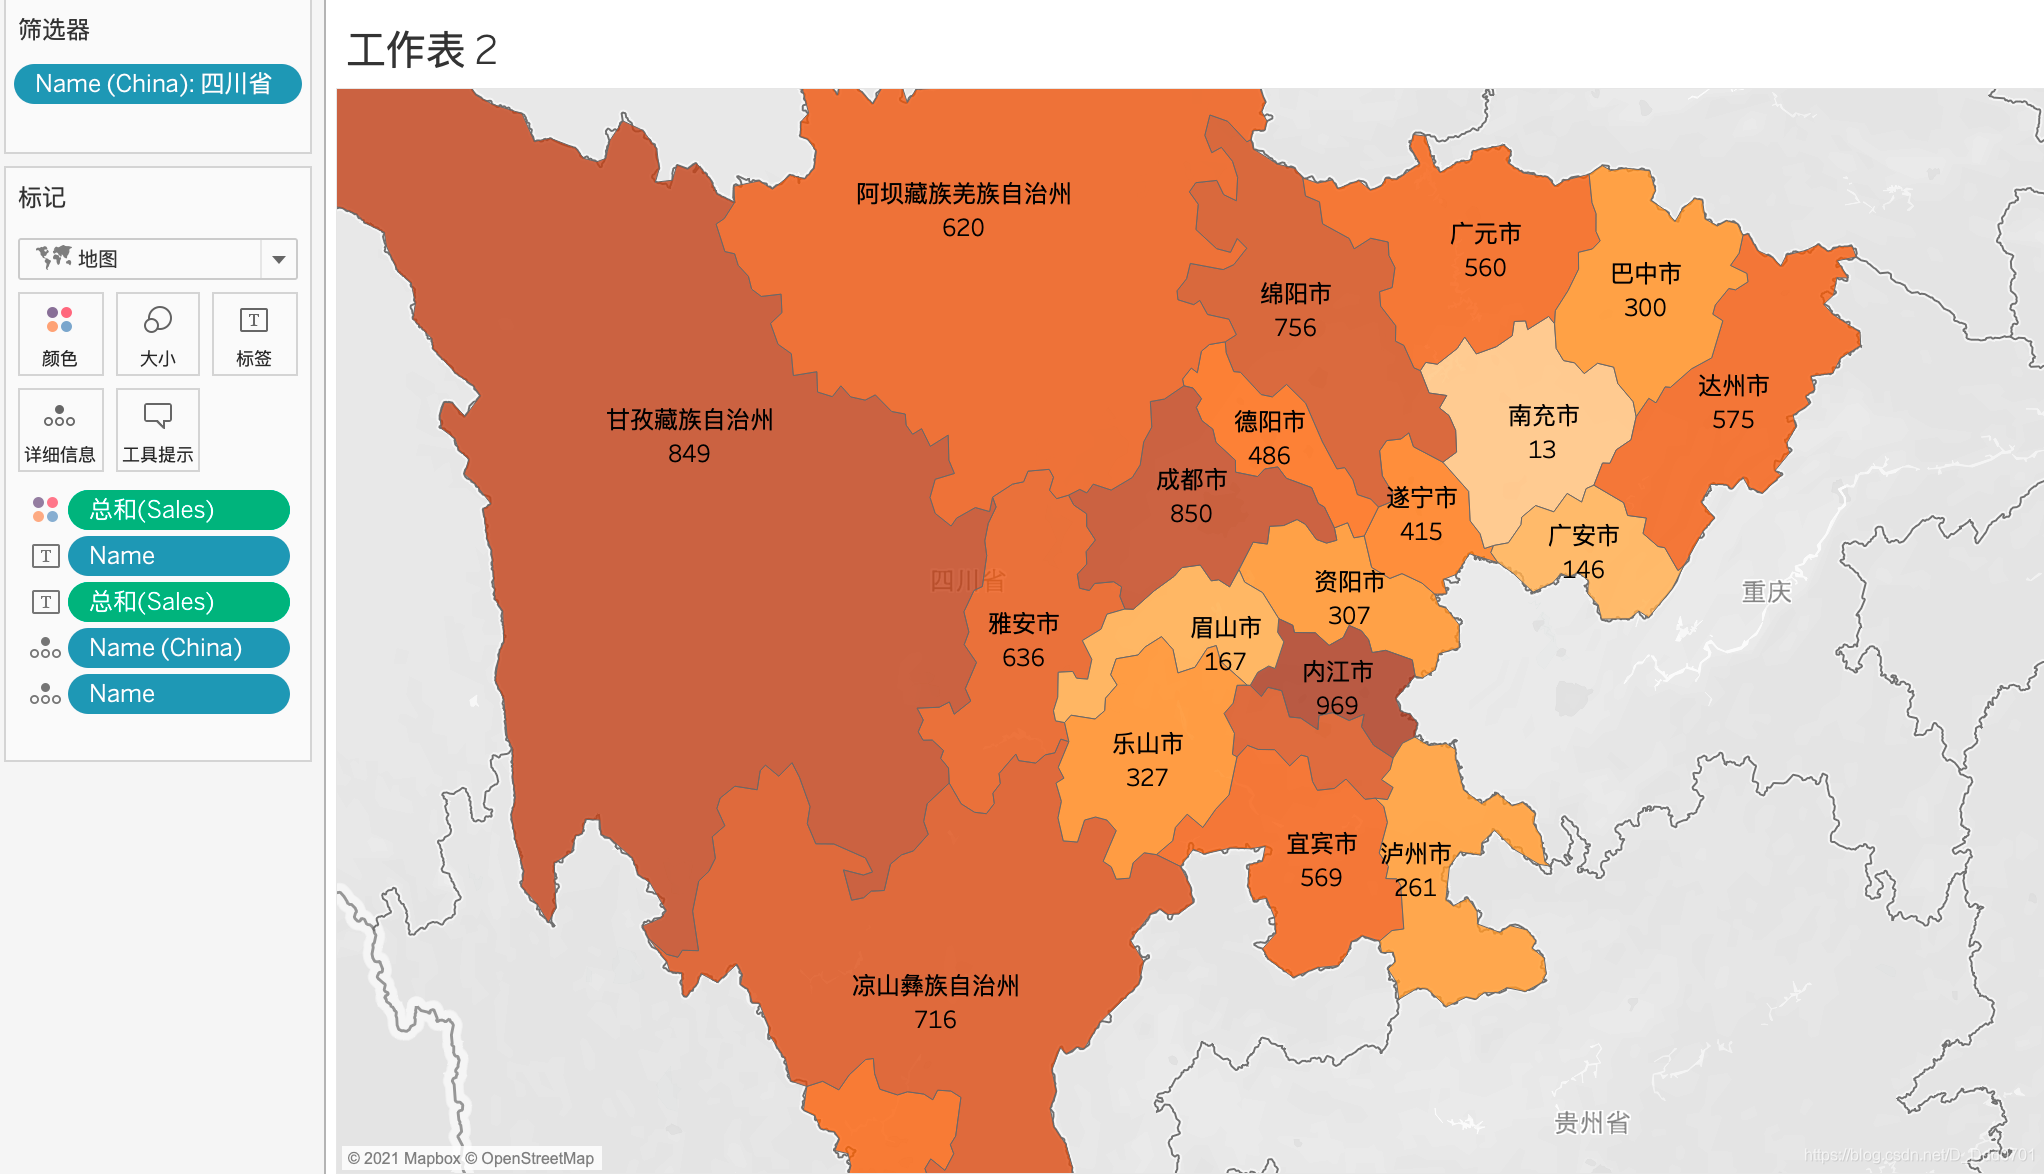 筛选器
Name (China): 四川省
标记
地图
颜色
大小
T
标签
详细信息
工具提示
总和(Sales)
T
Name
T
总和(Sales)
Name (China)
Name
工作表 2
阿坝藏族羌族自治州
620
广元市
560
巴中市
300
绵阳市
756
达州市
575
甘孜藏族自治州
849
德阳市
486
南充市
13
成都市
850
遂宁市
415
广安市
146
四川省
资阳市
307
重庆
雅安市
636
眉山市
167
内江市
969
乐山市
327
宜宾市
569
泸州市
261
凉山彝族自治州
716
贵州省
© 2021 Mapbox © OpenStreetMap